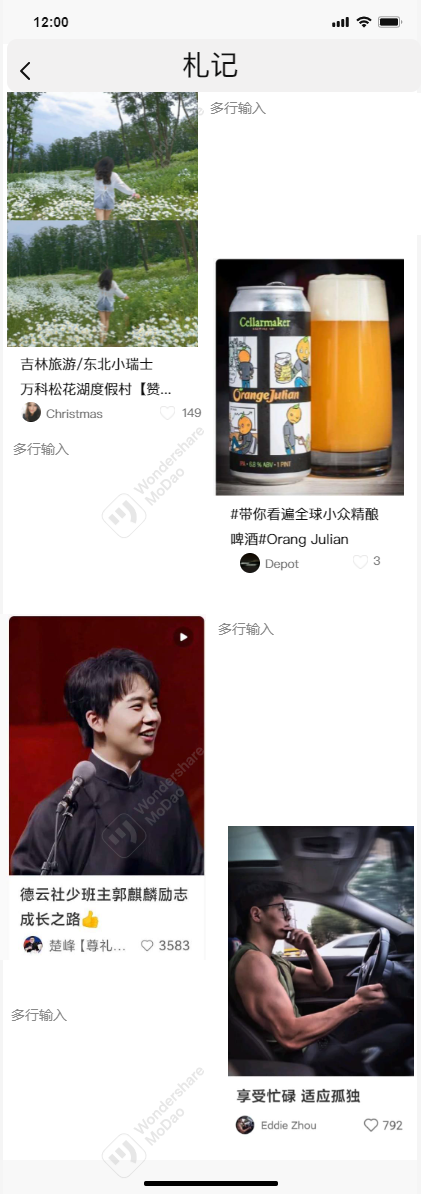 12:00
札记
多行输入
吉林旅游/东北小瑞士
万科松花湖度假村【赞...
Christmas
149
多行输入
Wondershare
MoDao
Cellarmaker
Orange Julian
#带你看遍全球小众精酿
啤酒#Orang Julian
Depot
3
多行输入
Wondershare
MoDao
德云社少班主郭麒麟励志
成长之路👍
楚峰【尊礼...
3583
多行输入
享受忙碌 适应孤独
Eddie Zhou
792
Wondershare
MoDao